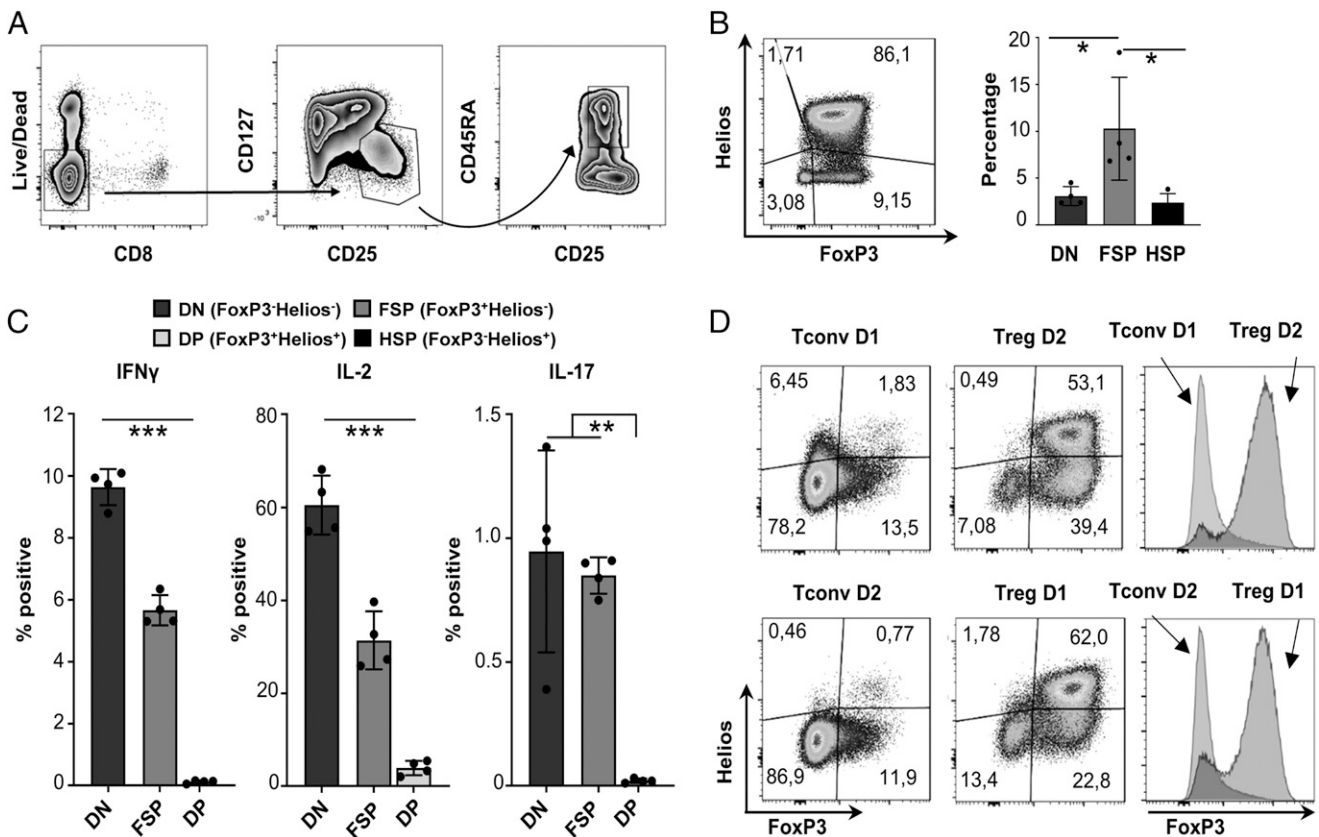 A
Live/Dead
CD8
CD127
-10³
CD25
CD45RA
CD25
B
Helios
1,71
86,1
3,08
9,15
FoxP3
Percentage
20
15
10
5
0
*
*
DN
FSP
HSP
C
DN (FoxP3⁻Helios⁻)
FSP (FoxP3⁺Helios⁻)
DP (FoxP3⁺Helios⁺)
HSP (FoxP3⁻Helios⁺)
IFNγ
% positive
12
10
8
6
4
2
0
***
DN
FSP
DP
IL-2
% positive
80
60
40
20
0
***
DN
FSP
DP
IL-17
% positive
1.5
1.0
0.5
0
**
DN
FSP
DP
D
Tconv D1
6,45
1,83
78,2
13,5
Treg D2
0,49
53,1
7,08
39,4
Tconv D1
Treg D2
Tconv D2
0,46
0,77
86,9
11,9
Helios
FoxP3
Treg D1
1,78
62,0
13,4
22,8
Tconv D2
Treg D1
FoxP3